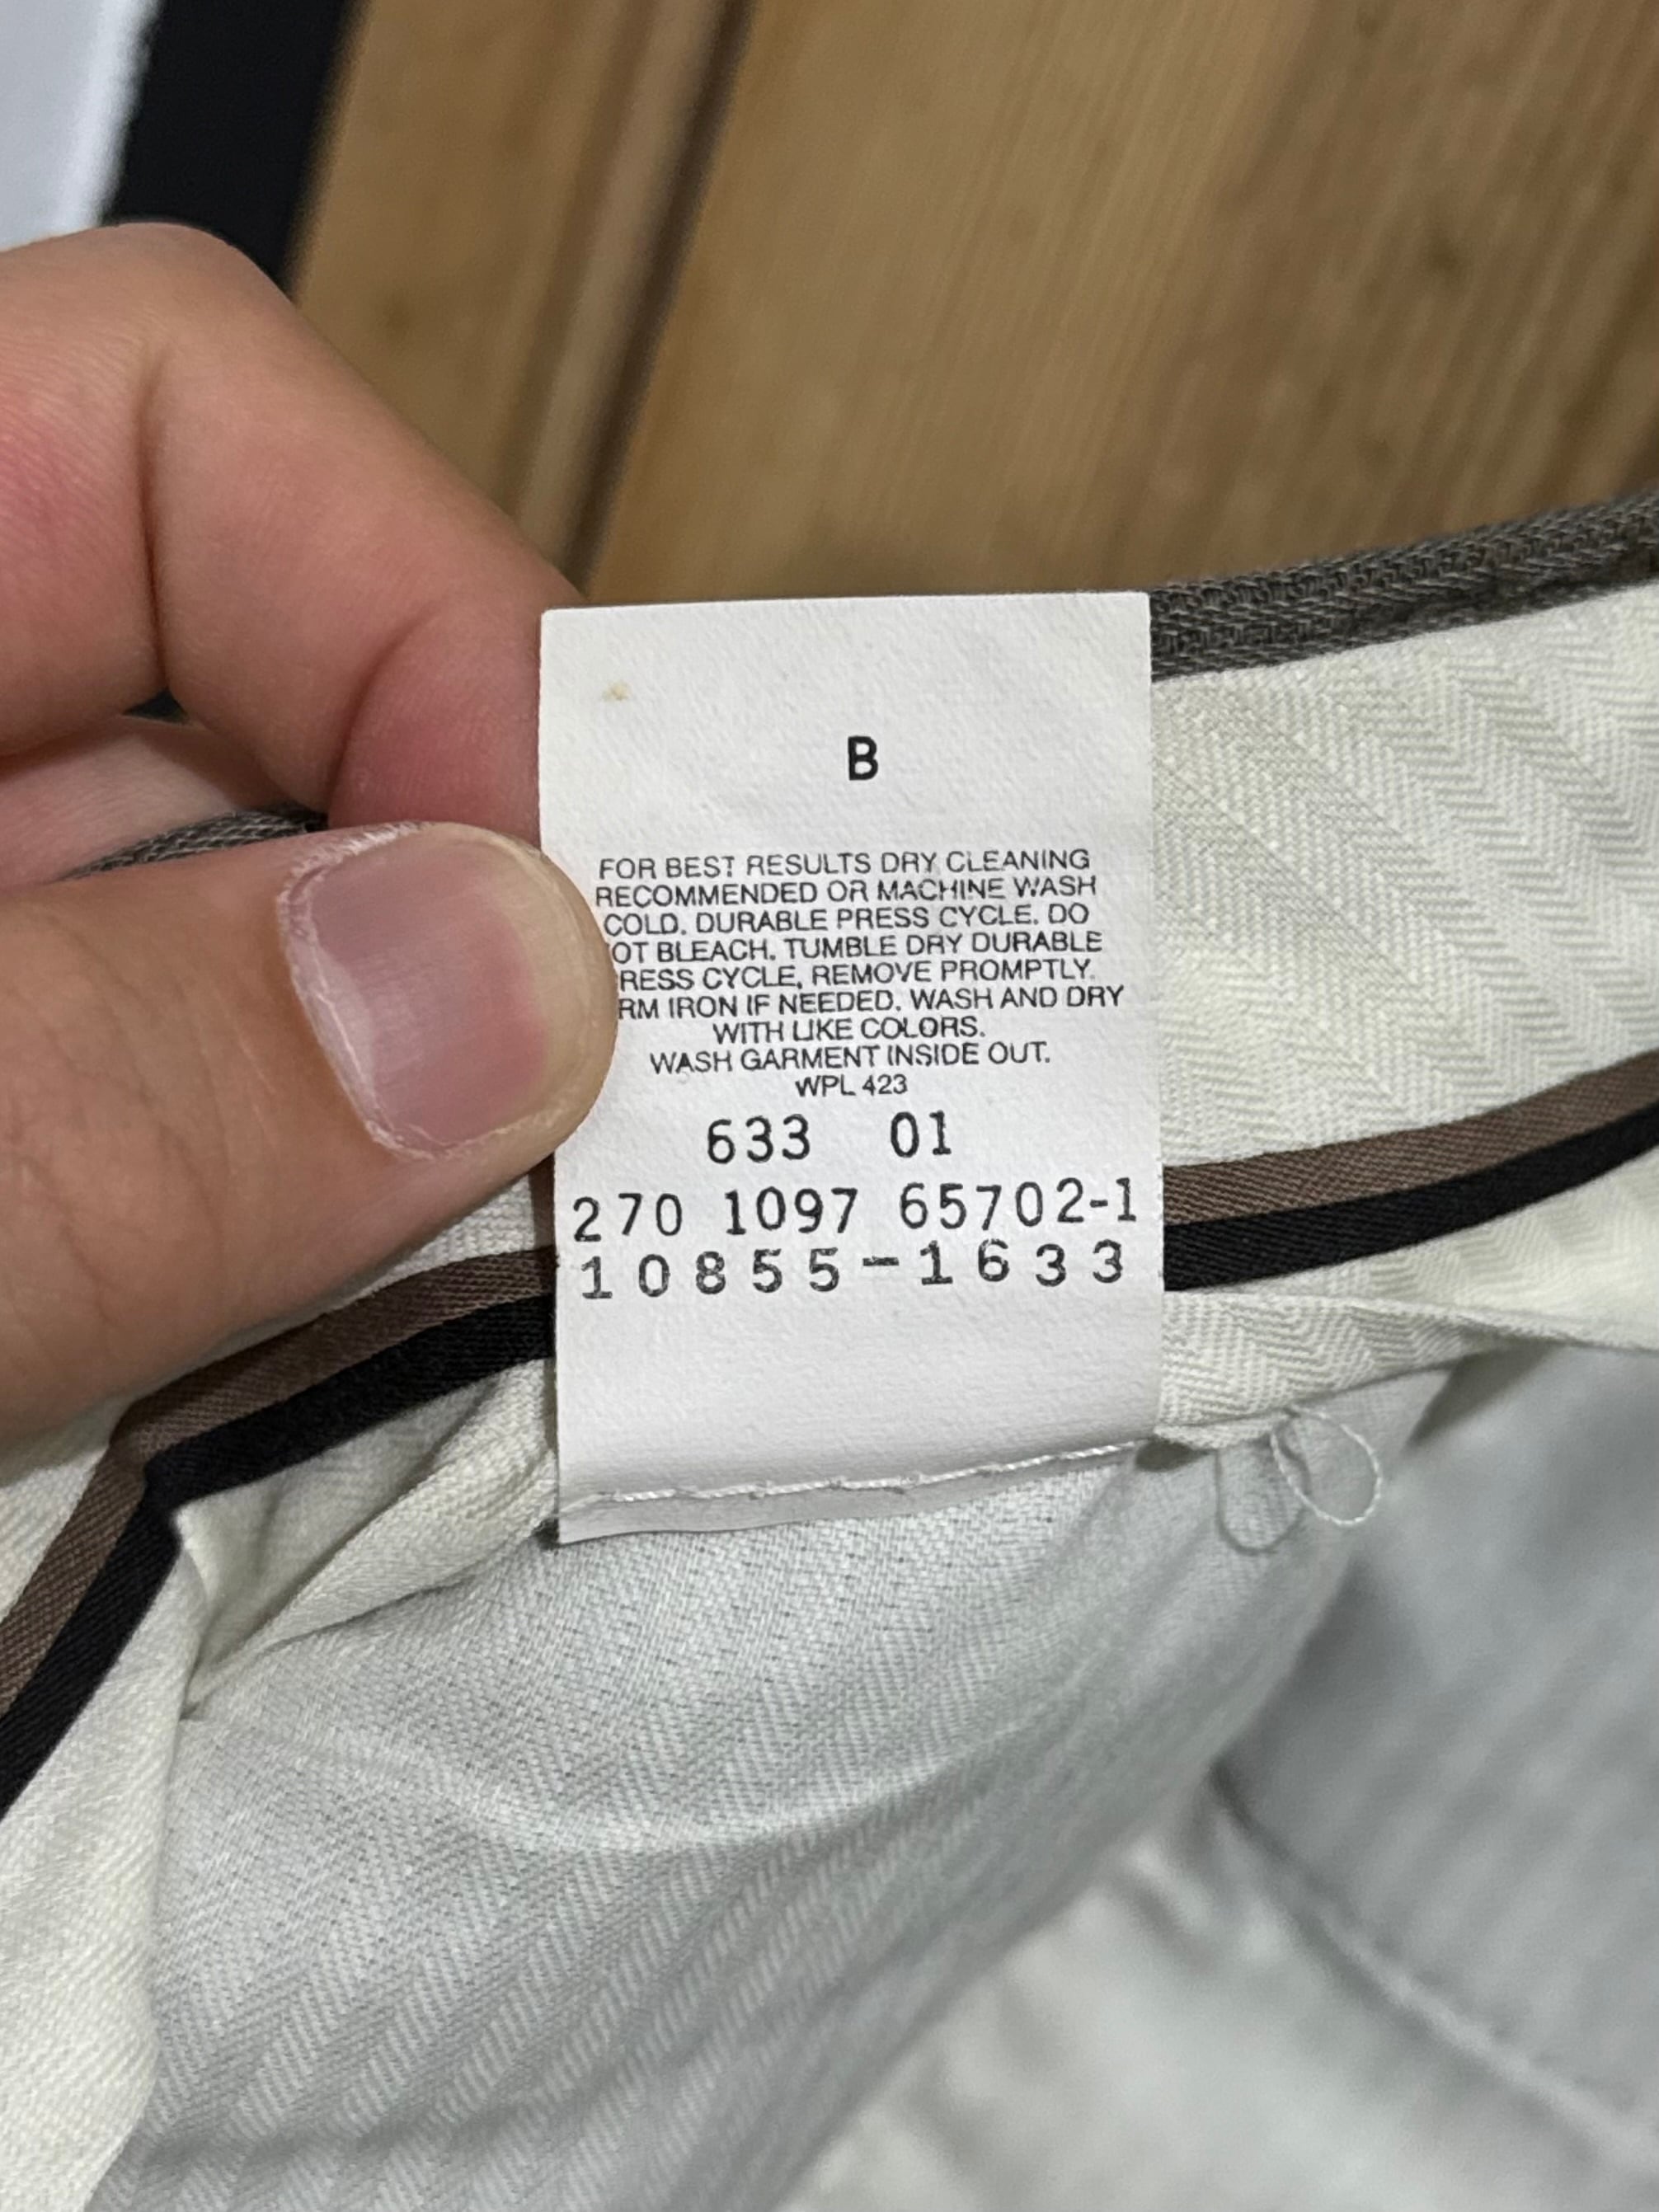 B
FOR BEST RESULTS DRY CLEANING
RECOMMENDED OR MACHINE WASH
COLD. DURABLE PRESS CYCLE. DO
BLEACH. TUMBLE DRY DURABLE
CYCLE, REMOVE PROMPTLY.
IRON IF NEEDED. WASH AND DRY
WITH LIKE COLORS.
WASH GARMENT INSIDE OUT.
WPL 423
633 01
270 1097 65702-1
10855-1633